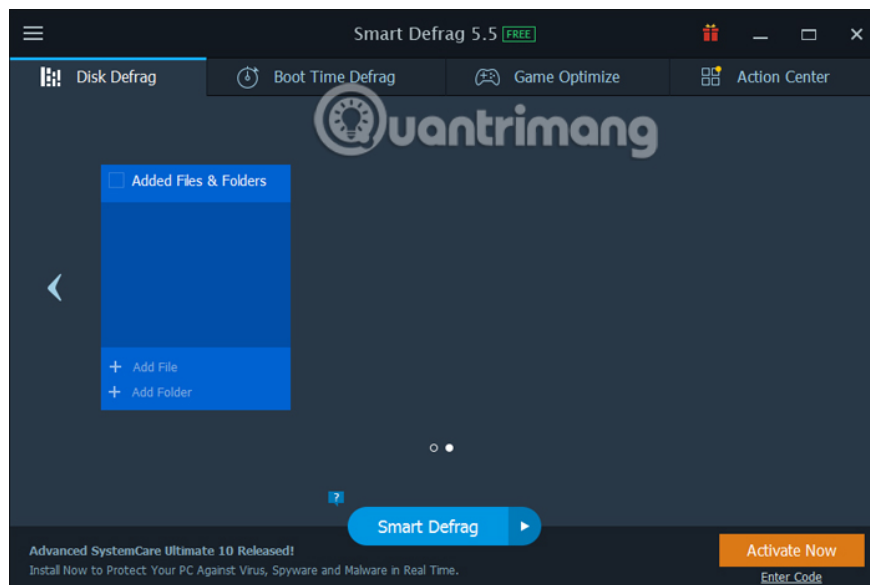 Smart Defrag 5.5 FREE
Disk Defrag
Boot Time Defrag
Game Optimize
Action Center
Quantrimang
Added Files & Folders
+ Add File
+ Add Folder
?
Smart Defrag
Advanced SystemCare Ultimate 10 Released!
Install Now to Protect Your PC Against Virus, Spyware and Malware in Real Time.
Activate Now
Enter Code